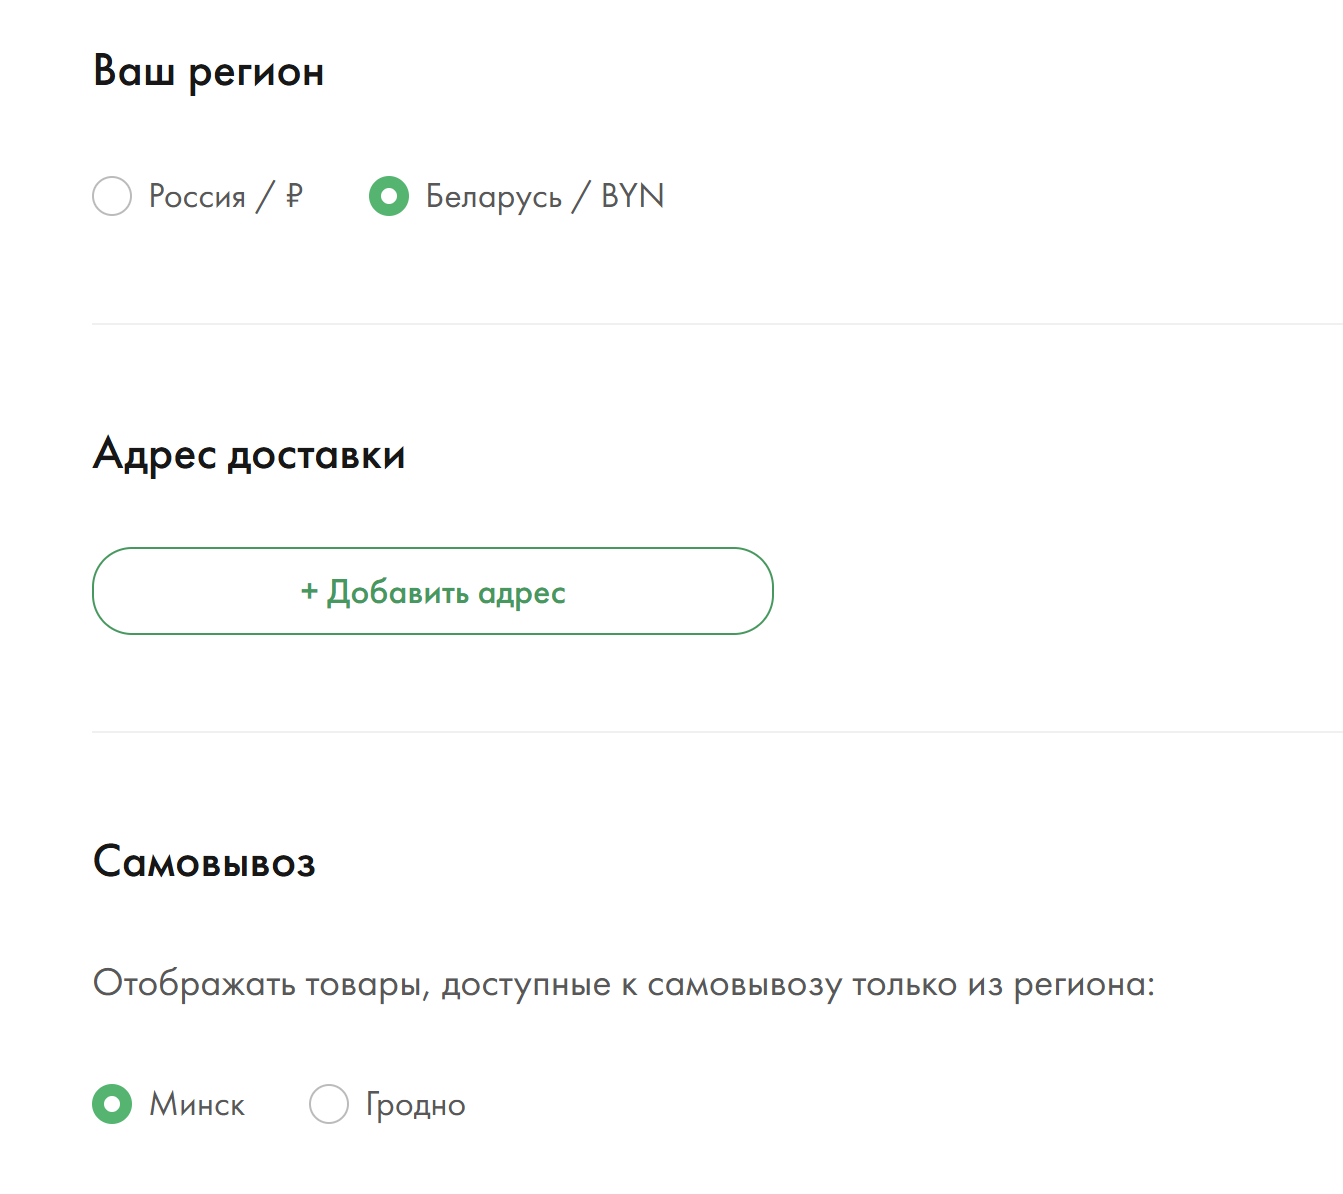 Ваш регион
Россия / ₽ Беларусь / BYN
Адрес доставки
+ Добавить адрес
Самовывоз
Отображать товары, доступные к самовывозу только из региона:
Минск Гродно